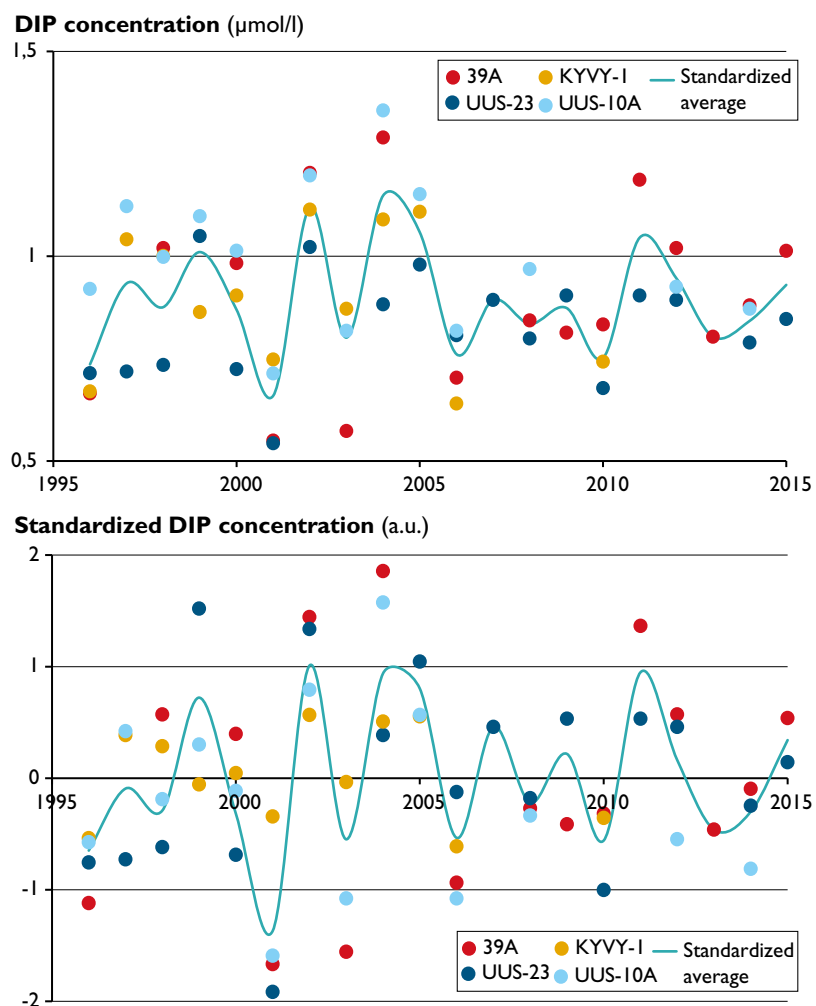 DIP concentration (µmol/l)
1,5
39A KYVY-1 Standardized
UUS-23 UUS-10A average
1
0,5
1995 2000 2005 2010 2015
Standardized DIP concentration (a.u.)
2
1
0
1995 2000 2005 2010 2015
-1
39A KYVY-1 Standardized
UUS-23 UUS-10A average
-2